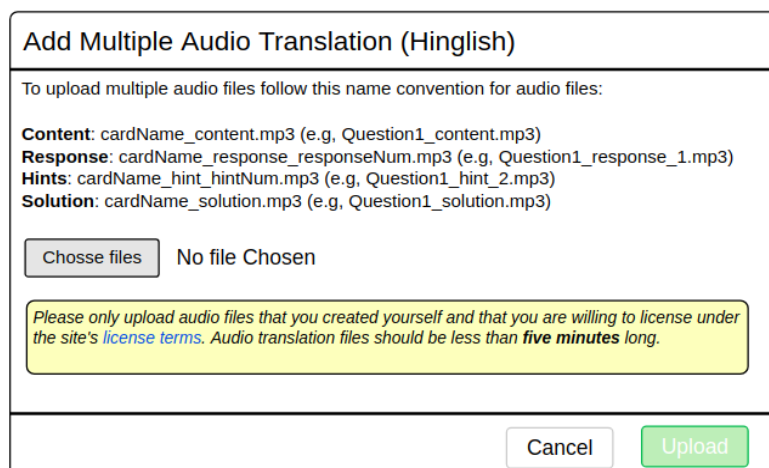 Add Multiple Audio Translation (Hinglish)
To upload multiple audio files follow this name convention for audio files:
Content: cardName_content.mp3 (e.g, Question1_content.mp3)
Response: cardName_response_responseNum.mp3 (e.g, Question1_response_1.mp3)
Hints: cardName_hint_hintNum.mp3 (e.g, Question1_hint_2.mp3)
Solution: cardName_solution.mp3 (e.g, Question1_solution.mp3)
Chosse files No file Chosen
Please only upload audio files that you created yourself and that you are willing to license under
the site's license terms. Audio translation files should be less than five minutes long.
Cancel Upload